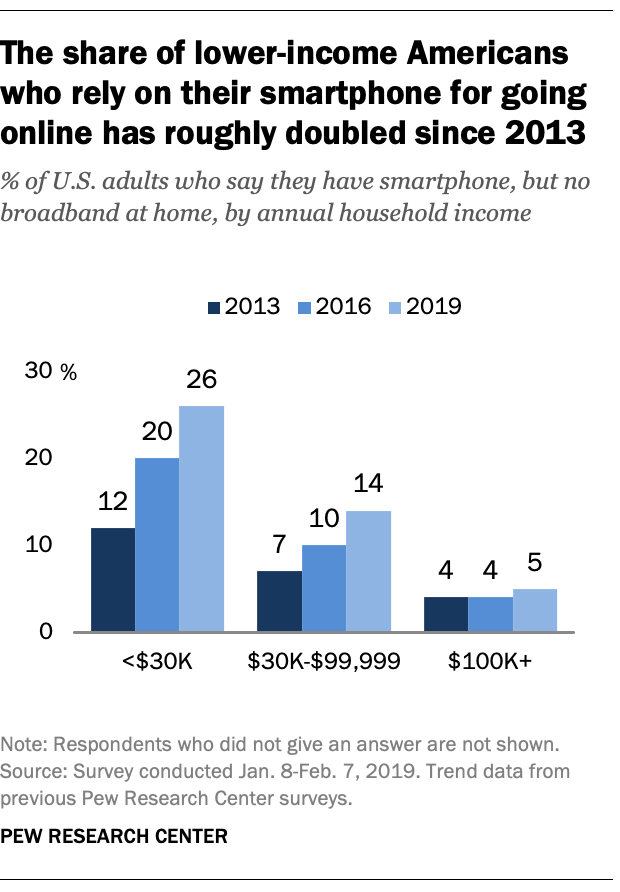 The share of lower-income Americans
who rely on their smartphone for going
online has roughly doubled since 2013
% of U.S. adults who say they have smartphone, but no
broadband at home, by annual household income
2013 2016 2019
30 %
20
10
0
12 20 26
7 10 14
4 4 5
<$30K $30K-$99,999 $100K+
Note: Respondents who did not give an answer are not shown.
Source: Survey conducted Jan. 8-Feb. 7, 2019. Trend data from
previous Pew Research Center surveys.
PEW RESEARCH CENTER